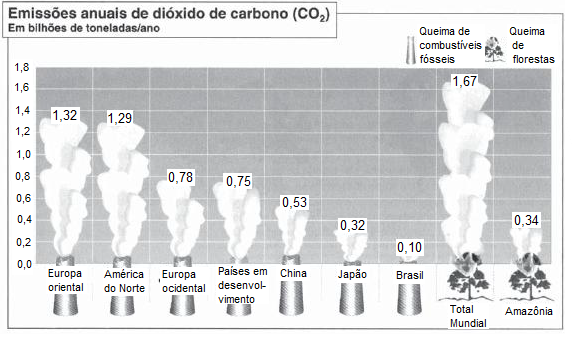 Emissões anuais de dióxido de carbono (CO₂)
Em bilhões de toneladas/ano
Queima de
combustíveis
fósseis
Queima
de
florestas
1,8
1,6
1,4
1,2
1,0
0,8
0,6
0,4
0,2
0,0
1,32
1,29
0,78
0,75
0,53
0,32
0,10
1,67
0,34
Europa
oriental
América
do Norte
Europa
ocidental
Países em
desenvol-
vimento
China
Japão
Brasil
Total
Mundial
Amazônia